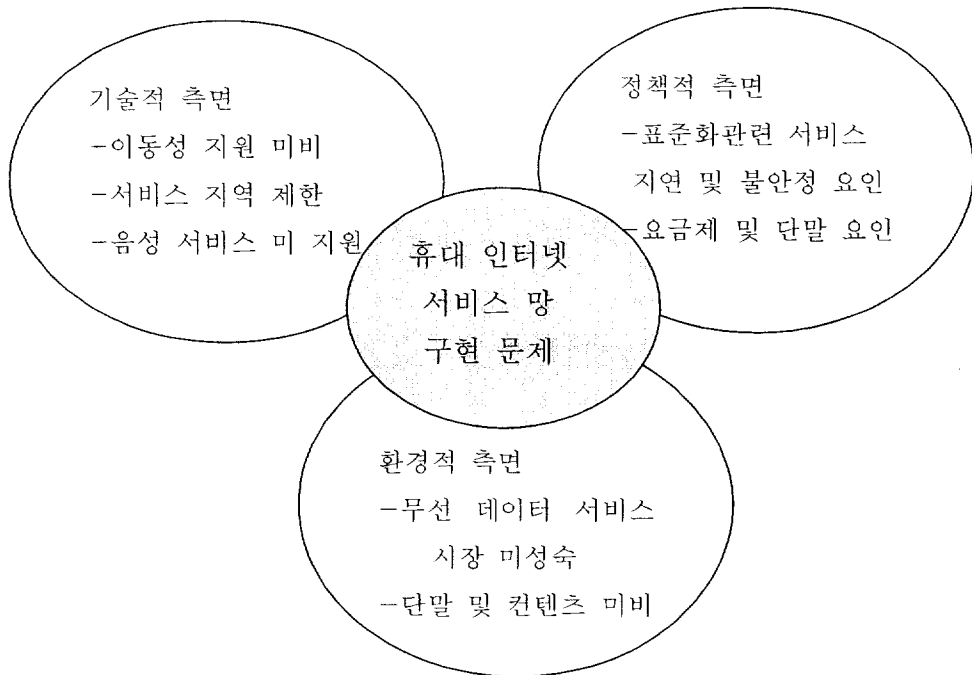 기술적 측면
-이동성 지원 미비
-서비스 지역 제한
-음성 서비스 미 지원
정책적 측면
-표준화관련 서비스
지연 및 불안정 요인
-요금제 및 단말 요인
휴대 인터넷
서비스 망
구현 문제
환경적 측면
-무선 데이터 서비스
시장 미성숙
-단말 및 컨텐츠 미비